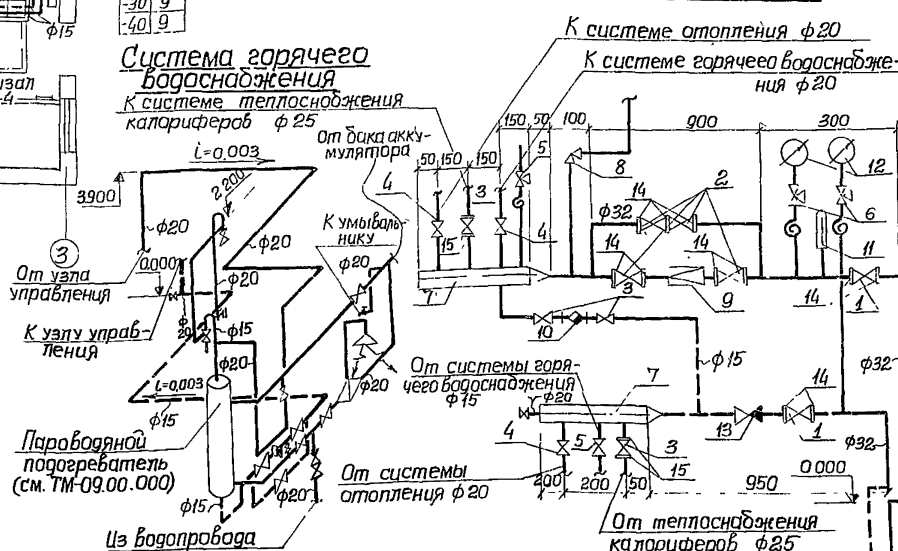 -30 9
-40 9
ф15
Система горячего
водоснабжения
К системе отопления ф20
К системе горячего водоснабже-
ния ф20
К системе теплоснабжения
калориферов ф25
От бака акку-
мулятора
150 50 100 900 300
50 150 150
i=0,003
2.200
3.900
ф20
ф20
4
3
5
8
14
2
12
6
ф32
3
От узла
управления
0.000
ф20
К умываль-
нику
ф20
15
4
14
14
11
7
9
14
1
К узлу управ-
ления
ф15
ф20
3
10
ф15
ф32
i=0,003
ф15
ф20
От системы горя-
чего водоснабжения
ф15
ф20
7
14
13
1
ф32
Пароводяной
подогреватель
(см. ТМ-09.00.000)
4
5
3
15
ф15
ф20
От системы
отопления ф20
200 200 50 950
0.000
Из водопровода
От теплоснабжения
калориферов ф25